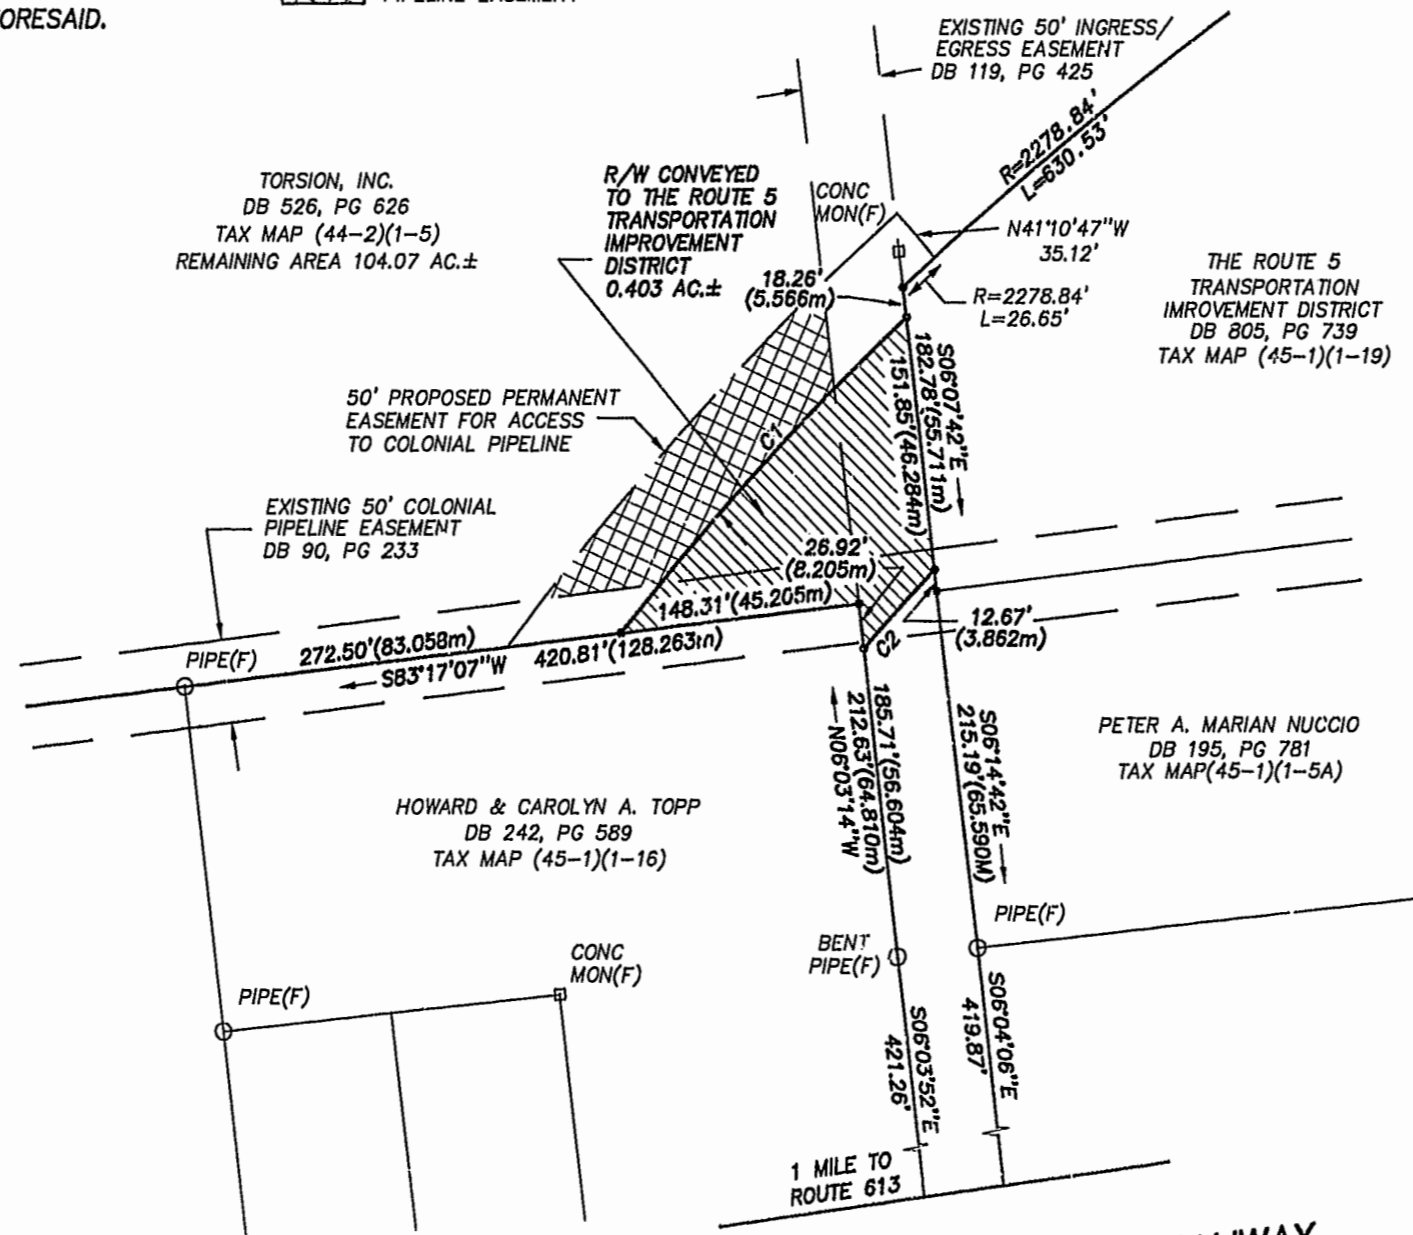 ORESAID.
PIPELINE EASEMENT
EXISTING 50' INGRESS/
EGRESS EASEMENT
DB 119, PG 425
R=2278.84'
L=630.53'
TORSION, INC.
DB 526, PG 626
TAX MAP (44-2)(1-5)
REMAINING AREA 104.07 AC.±
R/W CONVEYED
TO THE ROUTE 5
TRANSPORTATION
IMPROVEMENT
DISTRICT
0.403 AC.±
CONC
MON(F)
N41°10'47"W
35.12'
18.26'
(5.566m)
R=2278.84'
L=26.65'
THE ROUTE 5
TRANSPORTATION
IMROVEMENT DISTRICT
DB 805, PG 739
TAX MAP (45-1)(1-19)
S06°07'42"E
182.78'(55.711m)
151.85'(46.284m)
50' PROPOSED PERMANENT
EASEMENT FOR ACCESS
TO COLONIAL PIPELINE
C1
EXISTING 50' COLONIAL
PIPELINE EASEMENT
DB 90, PG 233
26.92'
(8.205m)
148.31'(45.205m)
12.67'
(3.862m)
C2
PIPE(F)
272.50'(83.058m)
S83°17'07"W
420.81'(128.263m)
185.71'(56.604m)
212.63'(64.810m)
N06°03'14"W
S06°14'42"E
215.19'(65.590M)
PETER A. MARIAN NUCCIO
DB 195, PG 781
TAX MAP(45-1)(1-5A)
HOWARD & CAROLYN A. TOPP
DB 242, PG 589
TAX MAP (45-1)(1-16)
PIPE(F)
BENT
PIPE(F)
CONC
MON(F)
PIPE(F)
S06°03'52"E
421.26'
S06°04'06"E
419.87'
1 MILE TO
ROUTE 613